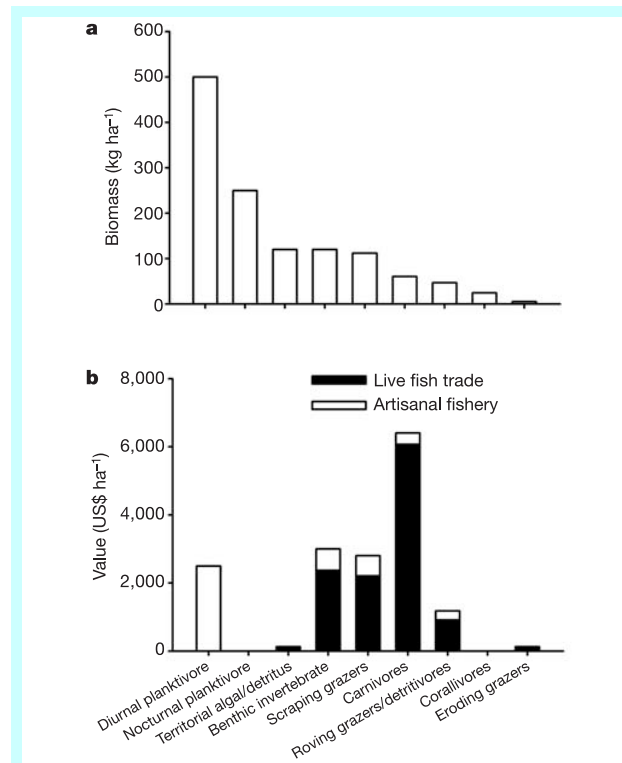 a
600
500
400
300
200
100
0
Biomass (kg ha⁻¹)
b
8,000
6,000
4,000
2,000
0
Value (US$ ha⁻¹)
Live fish trade
Artisanal fishery
Diurnal planktivore
Nocturnal planktivore
Territorial algal/detritus
Benthic invertebrate
Scraping grazers
Carnivores
Roving grazers/detritivores
Corallivores
Eroding grazers